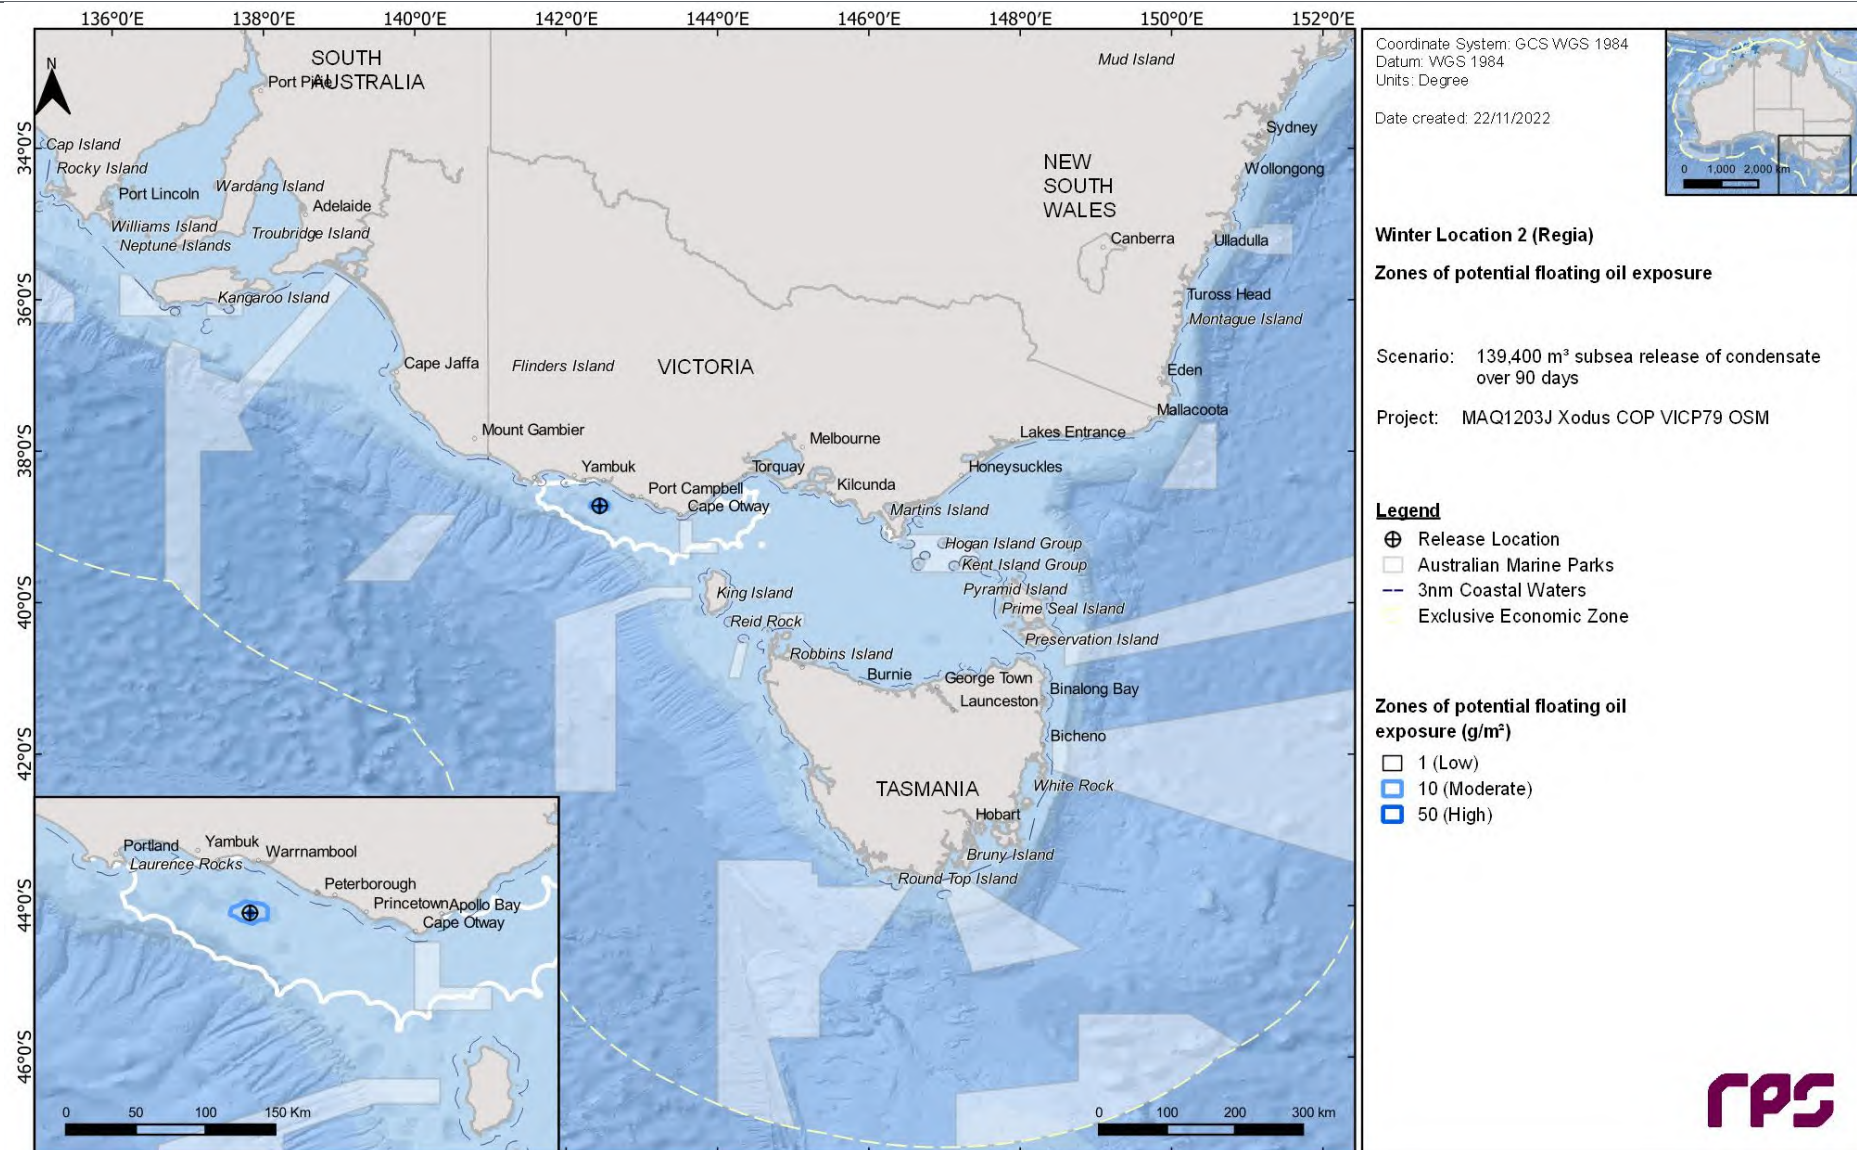 136°0'E 138°0'E 140°0'E 142°0'E 144°0'E 146°0'E 148°0'E 150°0'E 152°0'E
34°0'S
36°0'S
38°0'S
40°0'S
42°0'S
44°0'S
46°0'S
N
SOUTH
AUSTRALIA
Port Pirie
Mud Island
Cap Island
Rocky Island
Port Lincoln
Wardang Island
Adelaide
Williams Island
Neptune Islands
Troubridge Island
Kangaroo Island
Sydney
Wollongong
NEW
SOUTH
WALES
Canberra
Ulladulla
Tuross Head
Montague Island
Cape Jaffa
Flinders Island
VICTORIA
Eden
Mallacoota
Mount Gambier
Melbourne
Lakes Entrance
Yambuk
Torquay
Honeysuckles
Port Campbell
Kilcunda
Cape Otway
Martins Island
Hogan Island Group
Kent Island Group
King Island
Pyramid Island
Prime Seal Island
Reid Rock
Preservation Island
Robbins Island
Burnie
George Town
Launceston
Binalong Bay
Bicheno
TASMANIA
White Rock
Hobart
Bruny Island
Round Top Island
0 100 200 300 km
Portland
Yambuk
Warrnambool
Laurence Rocks
Peterborough
Princetown
Apollo Bay
Cape Otway
0 50 100 150 Km
Coordinate System: GCS WGS 1984
Datum: WGS 1984
Units: Degree
Date created: 22/11/2022
0 1,000 2,000 km
Winter Location 2 (Regia)
Zones of potential floating oil exposure
Scenario: 139,400 m³ subsea release of condensate
over 90 days
Project: MAQ1203J Xodus COP VICP79 OSM
Legend
Release Location
Australian Marine Parks
3nm Coastal Waters
Exclusive Economic Zone
Zones of potential floating oil
exposure (g/m²)
1 (Low)
10 (Moderate)
50 (High)
rps